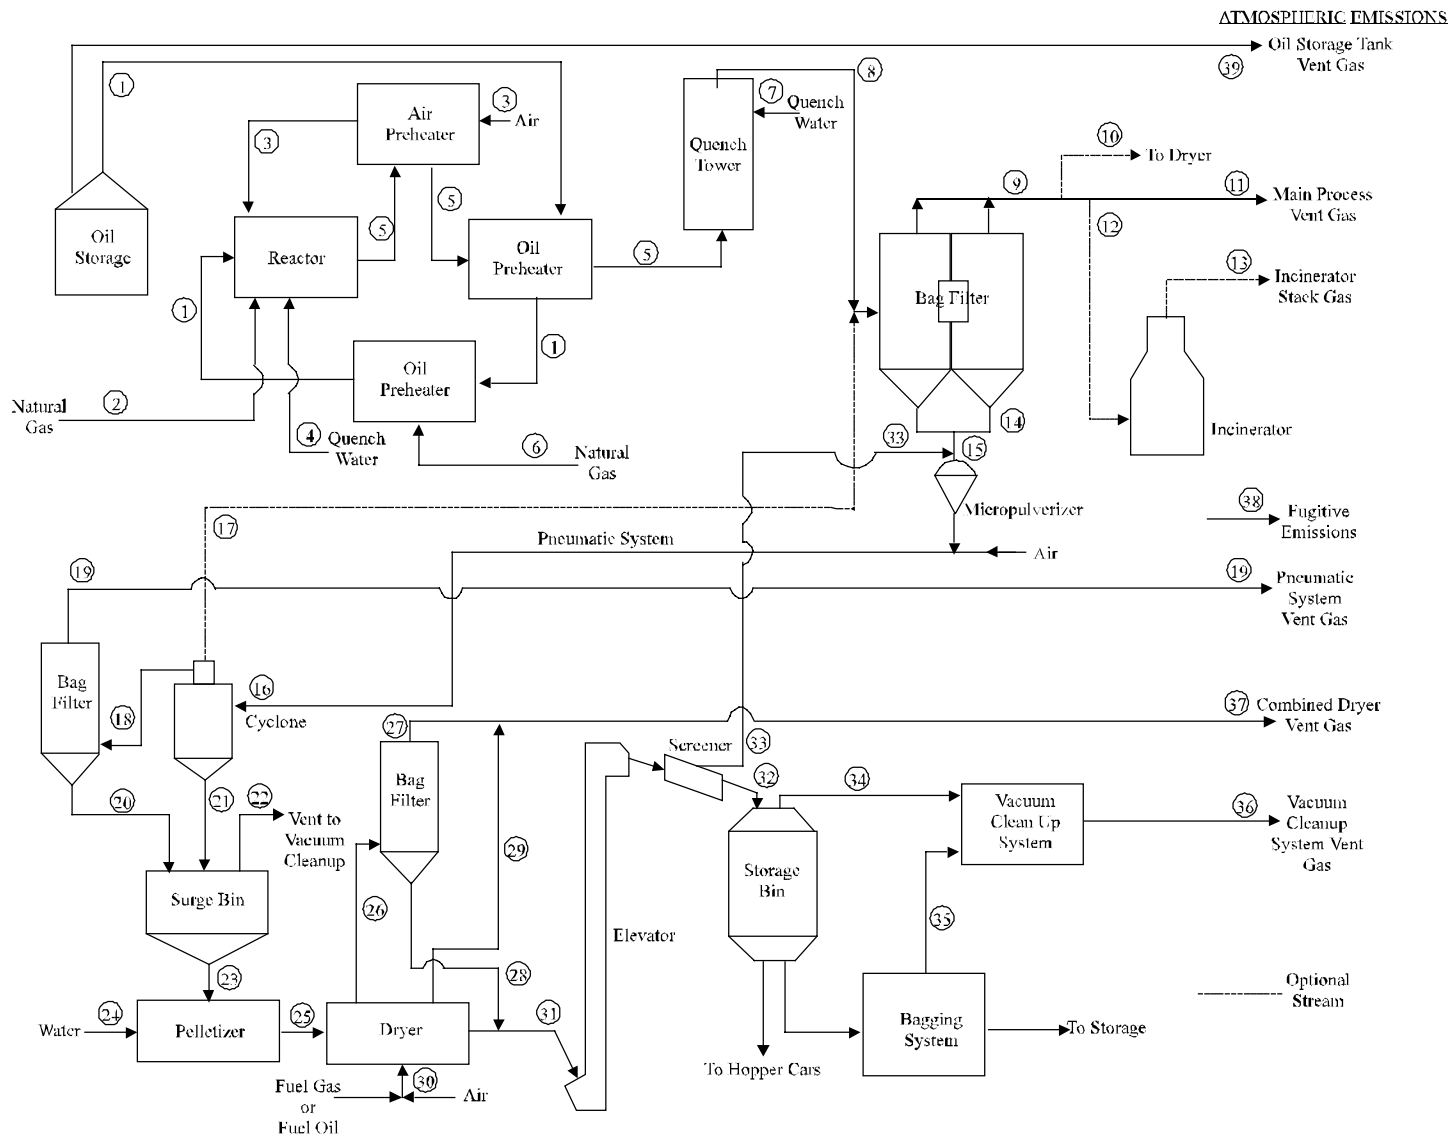 ATMOSPHERIC EMISSIONS
Oil Storage Tank
Vent Gas
39
1
8
3
Air
Air
Preheater
3
7
Quench
Water
Quench
Tower
10
To Dryer
9
11
Main Process
Vent Gas
5
5
12
Oil
Storage
Reactor
Oil
Preheater
5
13
Incinerator
Stack Gas
Bag Filter
1
1
Oil
Preheater
Natural
Gas
2
14
Incinerator
4
Quench
Water
6
Natural
Gas
33
15
Micropulverizer
38
Fugitive
Emissions
17
Pneumatic System
Air
19
19
Pneumatic
System
Vent Gas
Bag
Filter
18
16
Cyclone
27
37
Combined Dryer
Vent Gas
Screener
33
Bag
Filter
32
34
20
21
22
Vent to
Vacuum
Cleanup
Vacuum
Clean Up
System
36
Vacuum
Cleanup
System Vent
Gas
29
Storage
Bin
Surge Bin
26
35
Elevator
23
28
Optional
Stream
Water
24
Pelletizer
25
Dryer
31
Bagging
System
To Storage
To Hopper Cars
Fuel Gas
or
Fuel Oil
30
Air